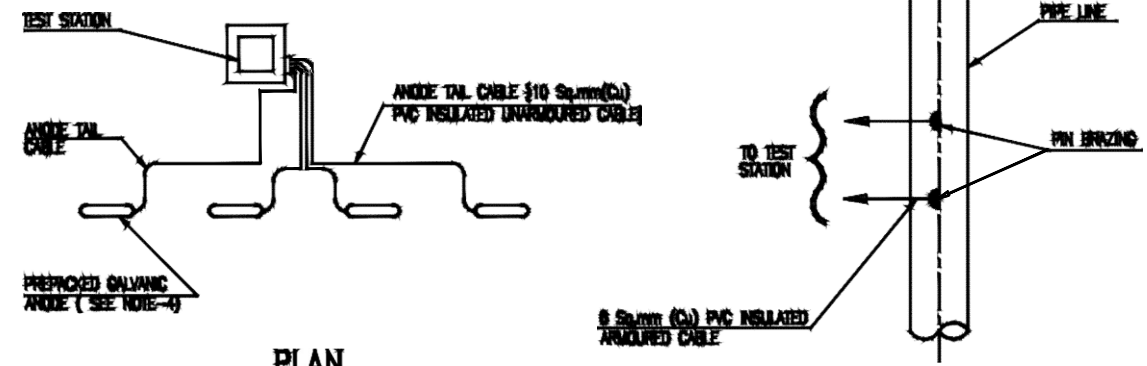 TEST STATION
ANODE TAIL CABLE 10 Sq.mm(Cu)
PVC INSULATED UNARMOURED CABLE
ANODE TAIL
CABLE
PREPACKED GALVANIC
ANODE ( SEE NOTE-4)
PLAN
PIPE LINE
TO TEST
STATION
PIN BRAZING
6 Sq.mm (Cu) PVC INSULATED
ARMOURED CABLE